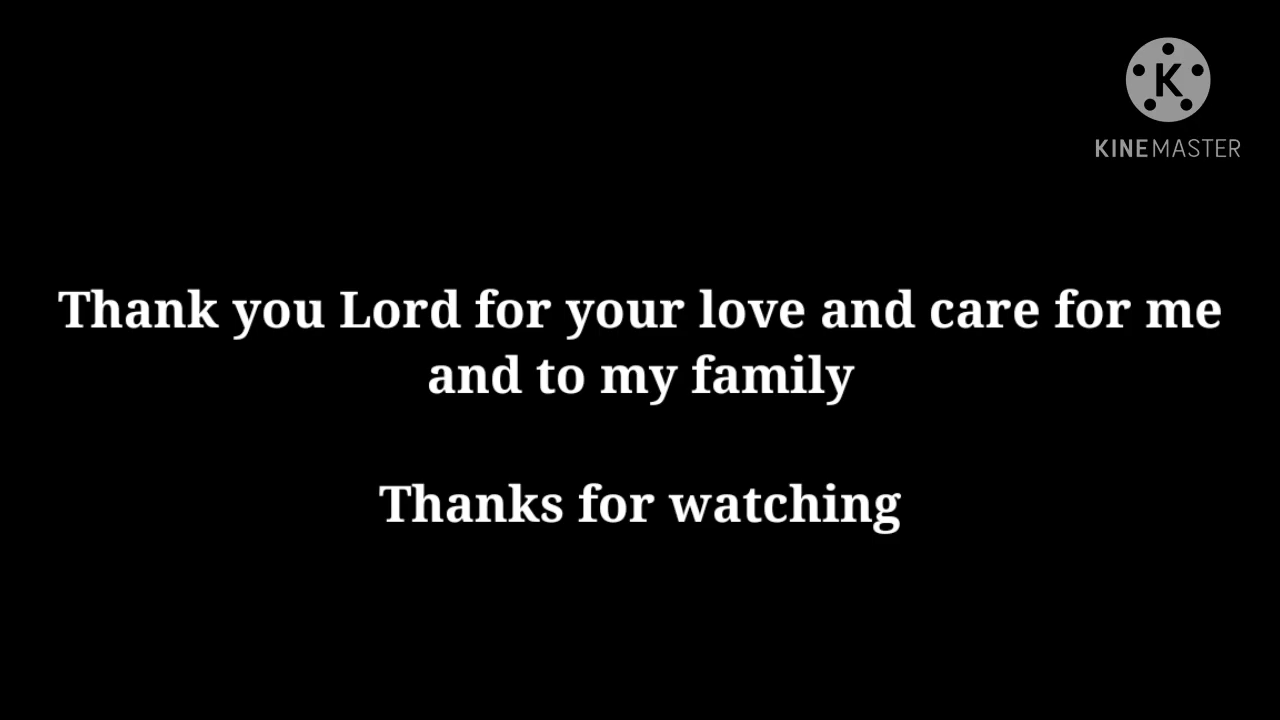 K
KINEMASTER
Thank you Lord for your love and care for me
and to my family
Thanks for watching